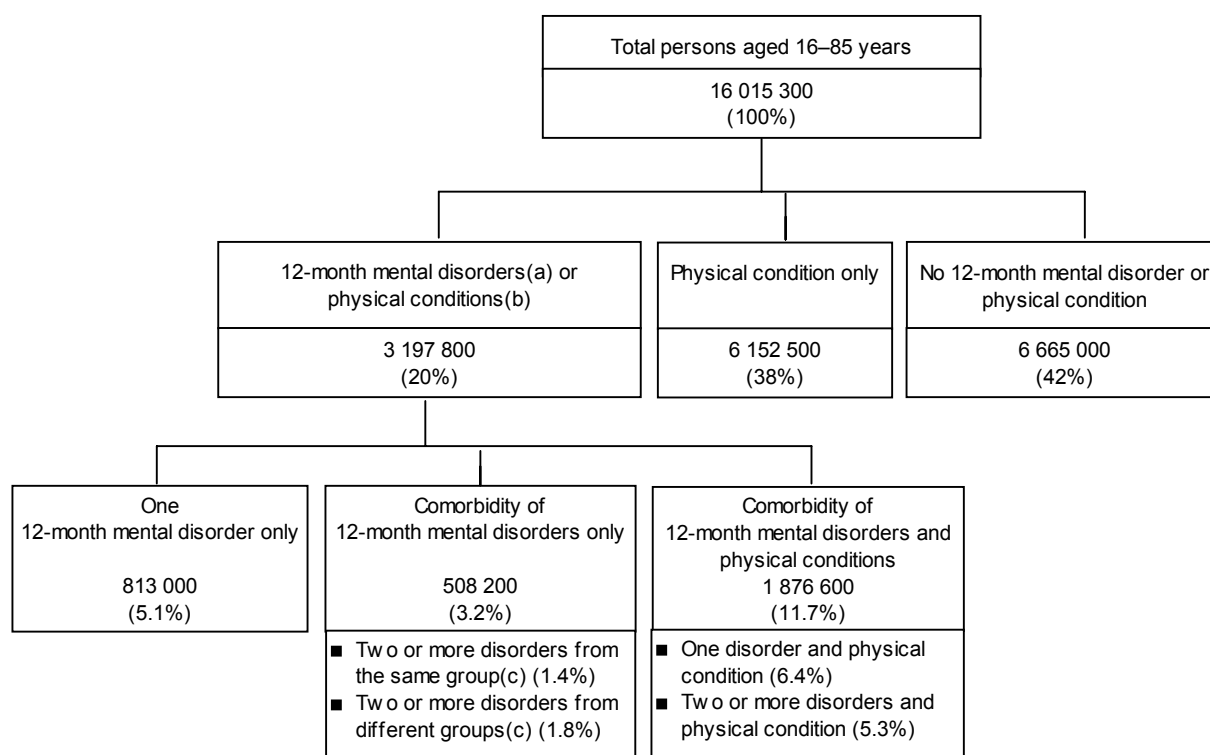 Total persons aged 16–85 years
16 015 300
(100%)
12-month mental disorders(a) or
physical conditions(b)
3 197 800
(20%)
Physical condition only
6 152 500
(38%)
No 12-month mental disorder or
physical condition
6 665 000
(42%)
One
12-month mental disorder only
813 000
(5.1%)
Comorbidity of
12-month mental disorders only
508 200
(3.2%)
■ Two or more disorders from
the same group(c) (1.4%)
■ Two or more disorders from
different groups(c) (1.8%)
Comorbidity of
12-month mental disorders and
physical conditions
1 876 600
(11.7%)
■ One disorder and physical
condition (6.4%)
■ Two or more disorders and
physical condition (5.3%)